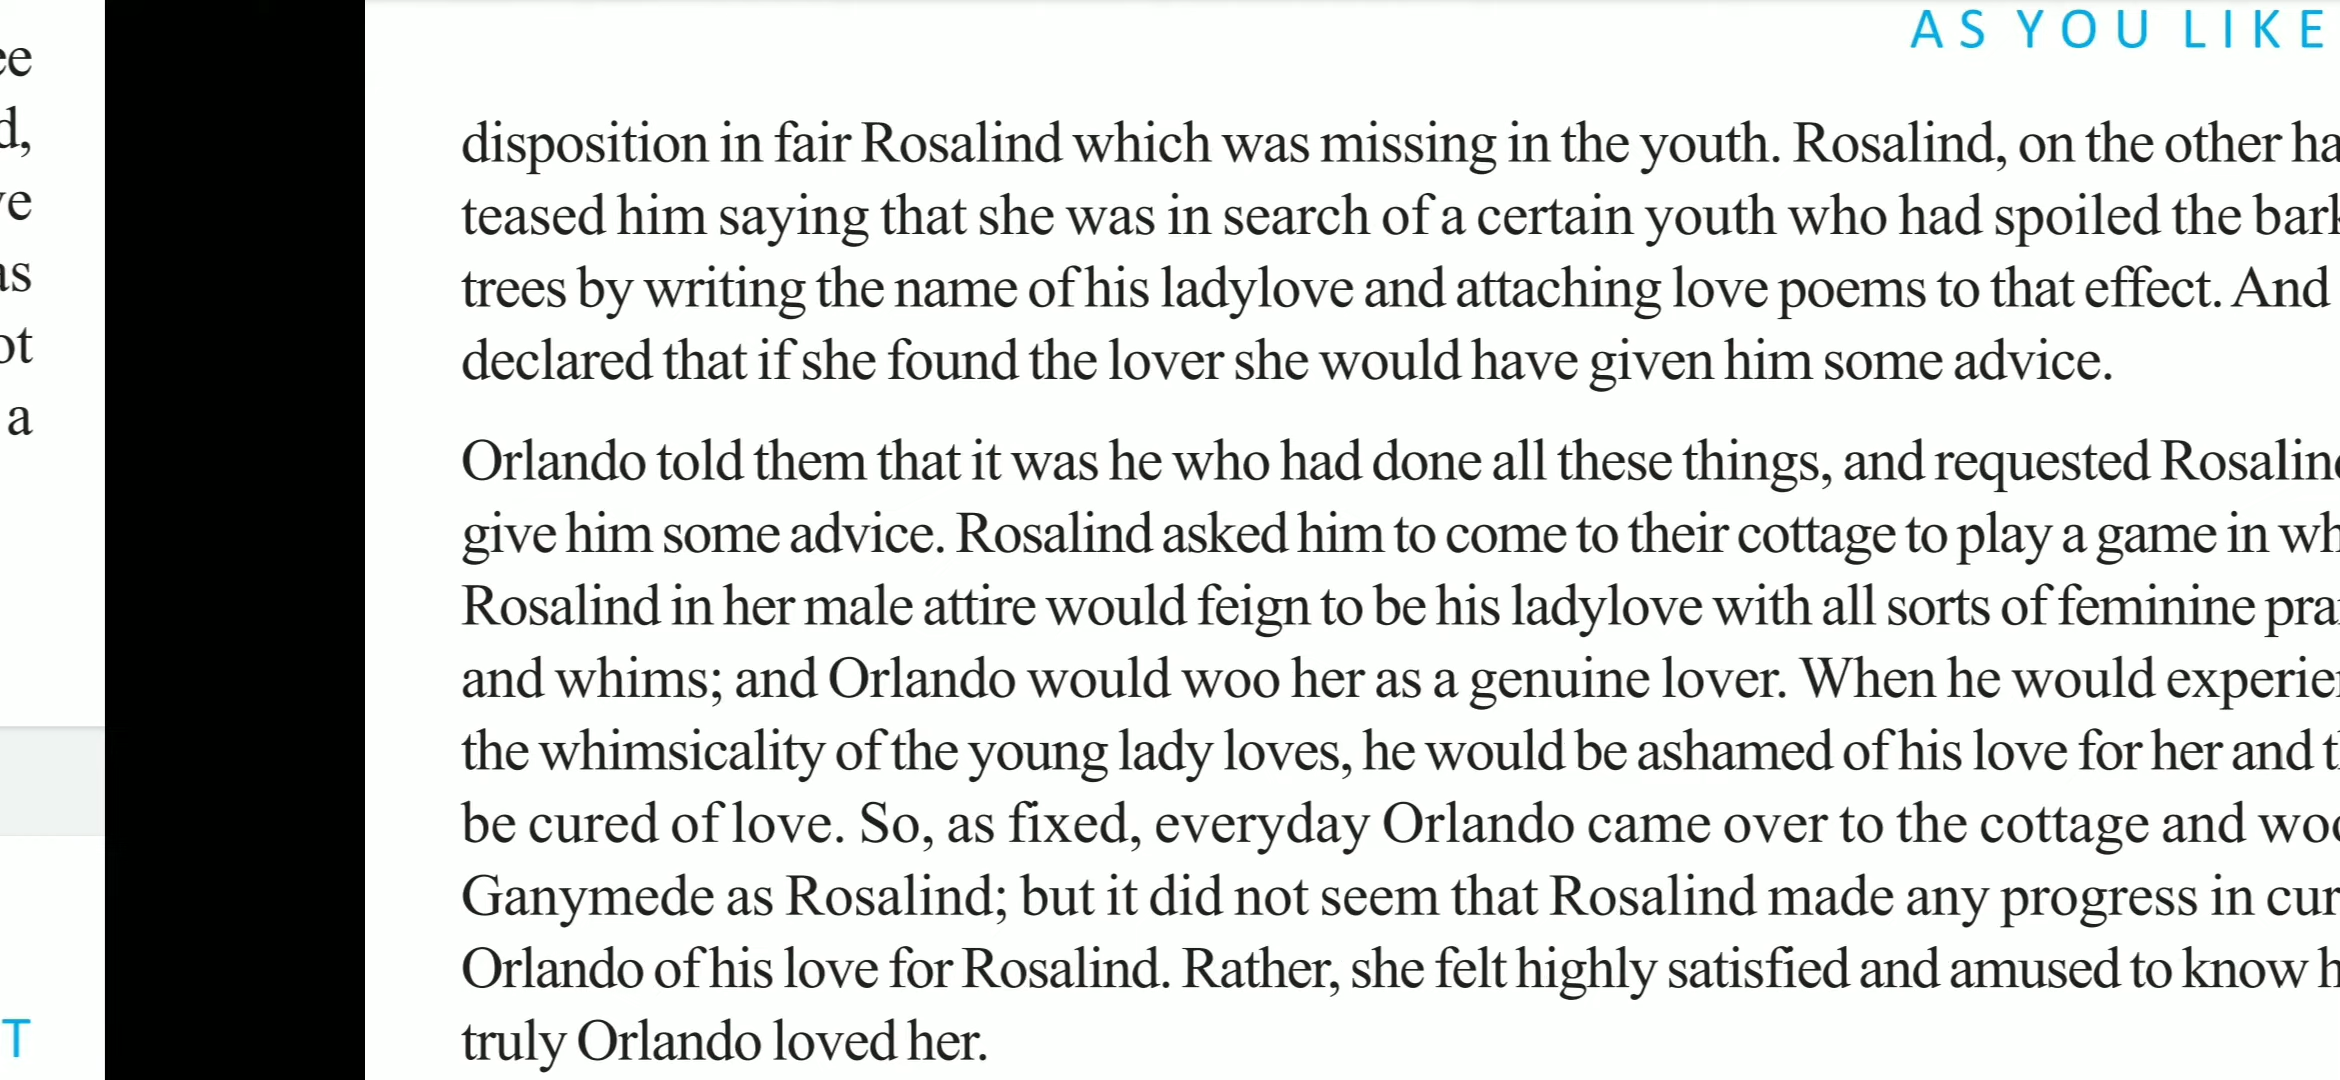 AS YOU LIKE
disposition in fair Rosalind which was missing in the youth. Rosalind, on the other
teased him saying that she was in search of a certain youth who had spoiled the
trees by writing the name of his ladylove and attaching love poems to that effect. And
declared that if she found the lover she would have given him some advice.
Orlando told them that it was he who had done all these things, and requested
give him some advice. Rosalind asked him to come to their cottage to play a game in
Rosalind in her male attire would feign to be his ladylove with all sorts of feminine
and whims; and Orlando would woo her as a genuine lover. When he would
the whimsicality of the young lady loves, he would be ashamed of his love for her and
be cured of love. So, as fixed, everyday Orlando came over to the cottage and
Ganymede as Rosalind; but it did not seem that Rosalind made any progress in
Orlando of his love for Rosalind. Rather, she felt highly satisfied and amused to know
truly Orlando loved her.